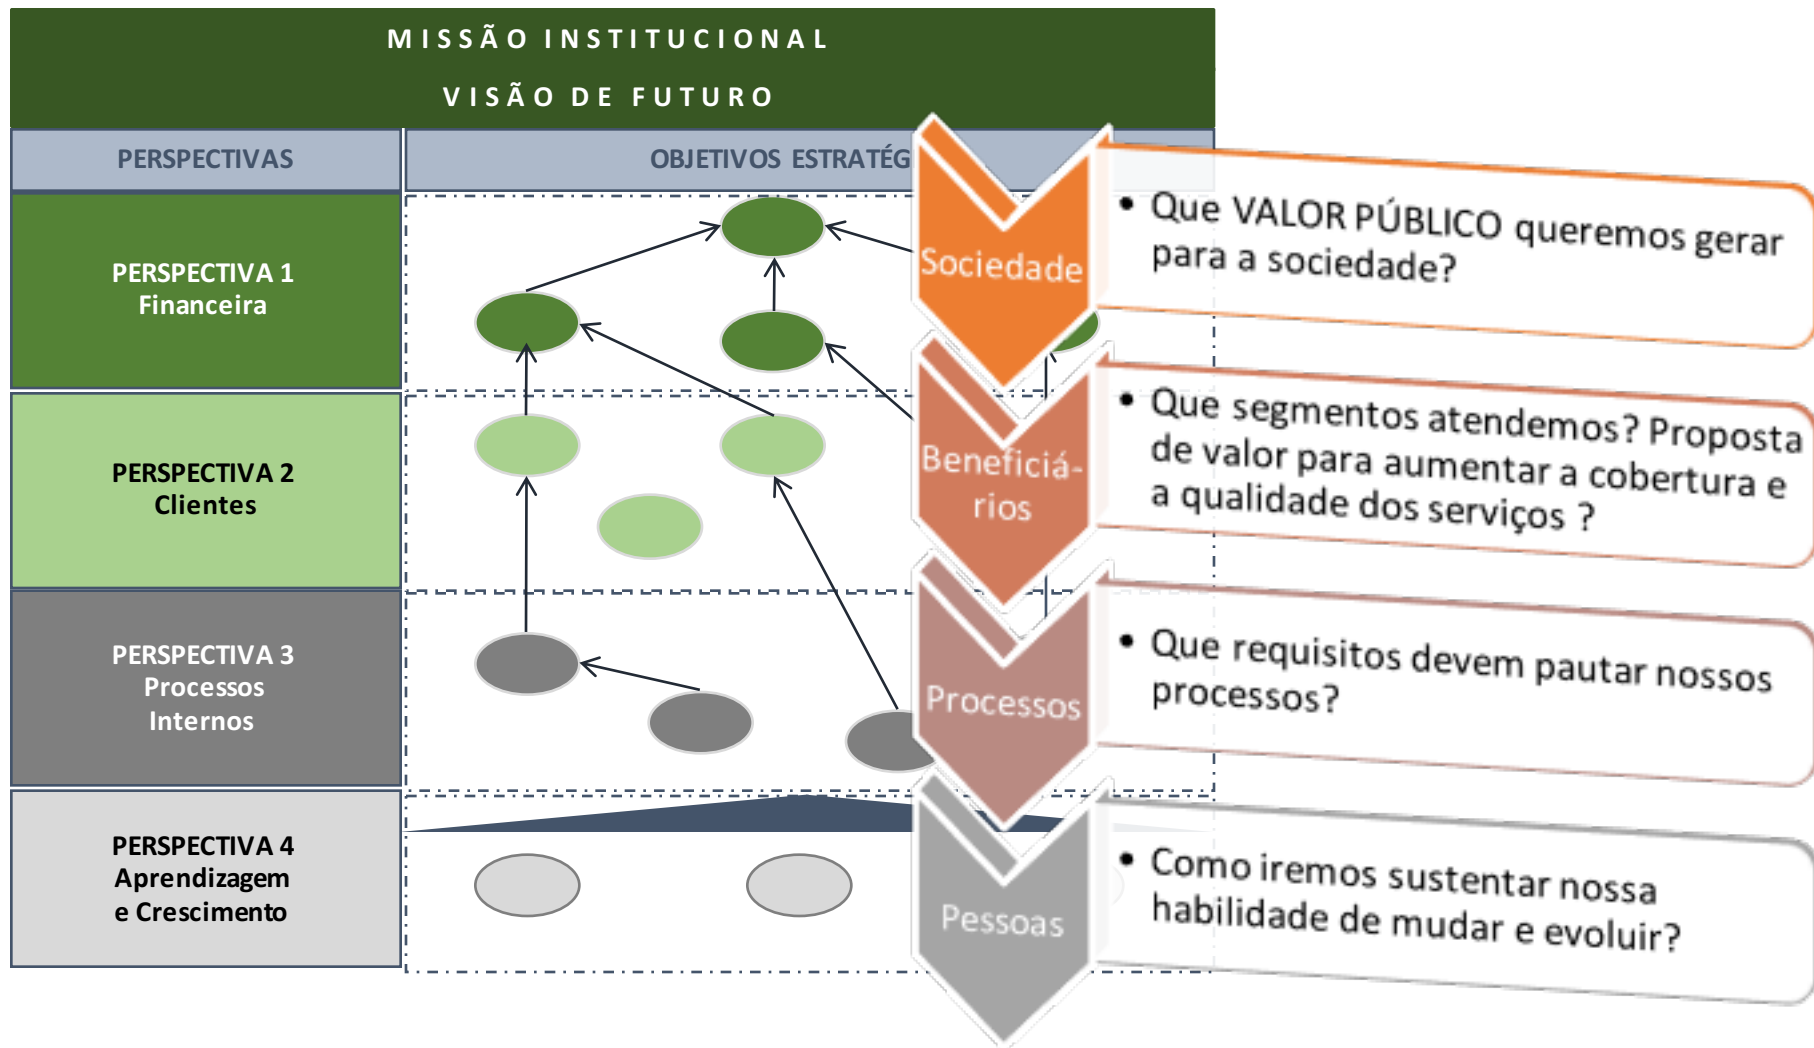 MISSÃO INSTITUCIONAL
VISÃO DE FUTURO
PERSPECTIVAS
OBJETIVOS ESTRATÉG
PERSPECTIVA 1
Financeira
PERSPECTIVA 2
Clientes
PERSPECTIVA 3
Processos
Internos
PERSPECTIVA 4
Aprendizagem
e Crescimento
Sociedade
• Que VALOR PÚBLICO queremos gerar
para a sociedade?
Beneficiá-
rios
• Que segmentos atendemos? Proposta
de valor para aumentar a cobertura e
a qualidade dos serviços ?
Processos
• Que requisitos devem pautar nossos
processos?
Pessoas
• Como iremos sustentar nossa
habilidade de mudar e evoluir?